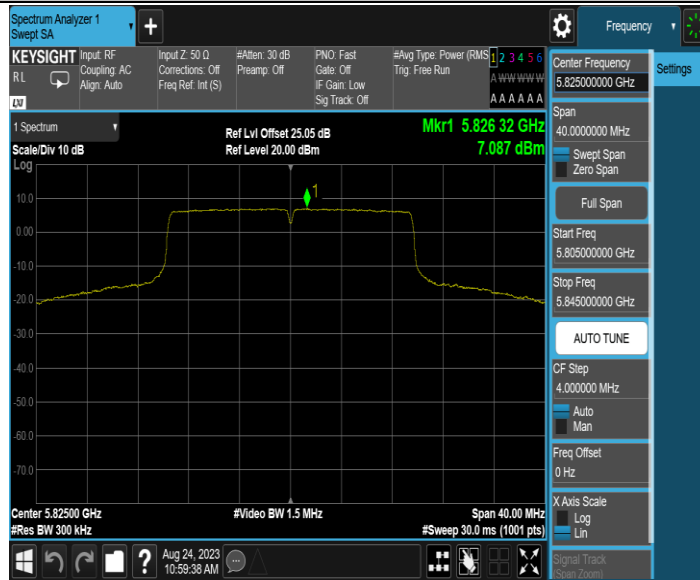 Spectrum Analyzer 1
Swept SA
+
Frequency
KEYSIGHT
RL
LXI
Input: RF
Coupling: AC
Align: Auto
Input Z: 50 Ω
Corrections: Off
Freq Ref: Int (S)
#Atten: 30 dB
Preamp: Off
PNO: Fast
Gate: Off
IF Gain: Low
Sig Track: Off
#Avg Type: Power (RMS
Trig: Free Run
1 2 3 4 5 6
A W W W W W
A A A A A A
1 Spectrum
Scale/Div 10 dB
Log
Ref Lvl Offset 25.05 dB
Ref Level 20.00 dBm
Mkr1 5.826 32 GHz
7.087 dBm
1
10.0
0.00
-10.0
-20.0
-30.0
-40.0
-50.0
-60.0
-70.0
Center 5.82500 GHz
#Res BW 300 kHz
#Video BW 1.5 MHz
Span 40.00 MHz
#Sweep 30.0 ms (1001 pts)
Center Frequency
5.825000000 GHz
Settings
Span
40.0000000 MHz
Swept Span
Zero Span
Full Span
Start Freq
5.805000000 GHz
Stop Freq
5.845000000 GHz
AUTO TUNE
CF Step
4.000000 MHz
Auto
Man
Freq Offset
0 Hz
X Axis Scale
Log
Lin
Signal Track
(Span Zoom)
?
Aug 24, 2023
10:59:38 AM